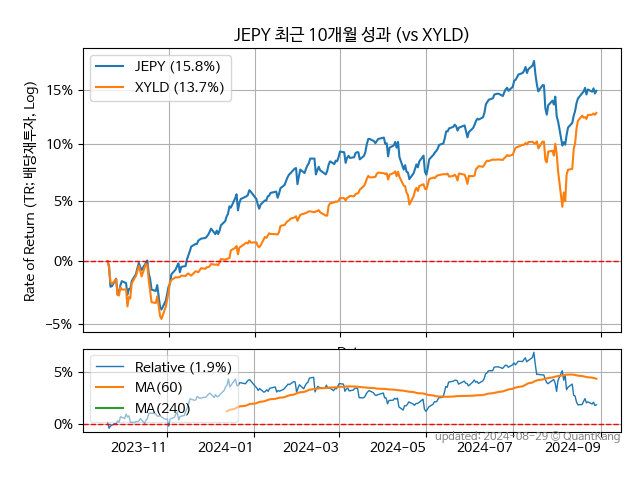 JEPY 최근 10개월 성과 (vs XYLD)
Rate of Return (TR: 배당재투자, Log)
JEPY (15.8%)
XYLD (13.7%)
15%
10%
5%
0%
−5%
Relative (1.9%)
MA(60)
MA(240)
5%
0%
2023-11 2024-01 2024-03 2024-05 2024-07 2024-09
updated: 2024-08-29 © QuantKang